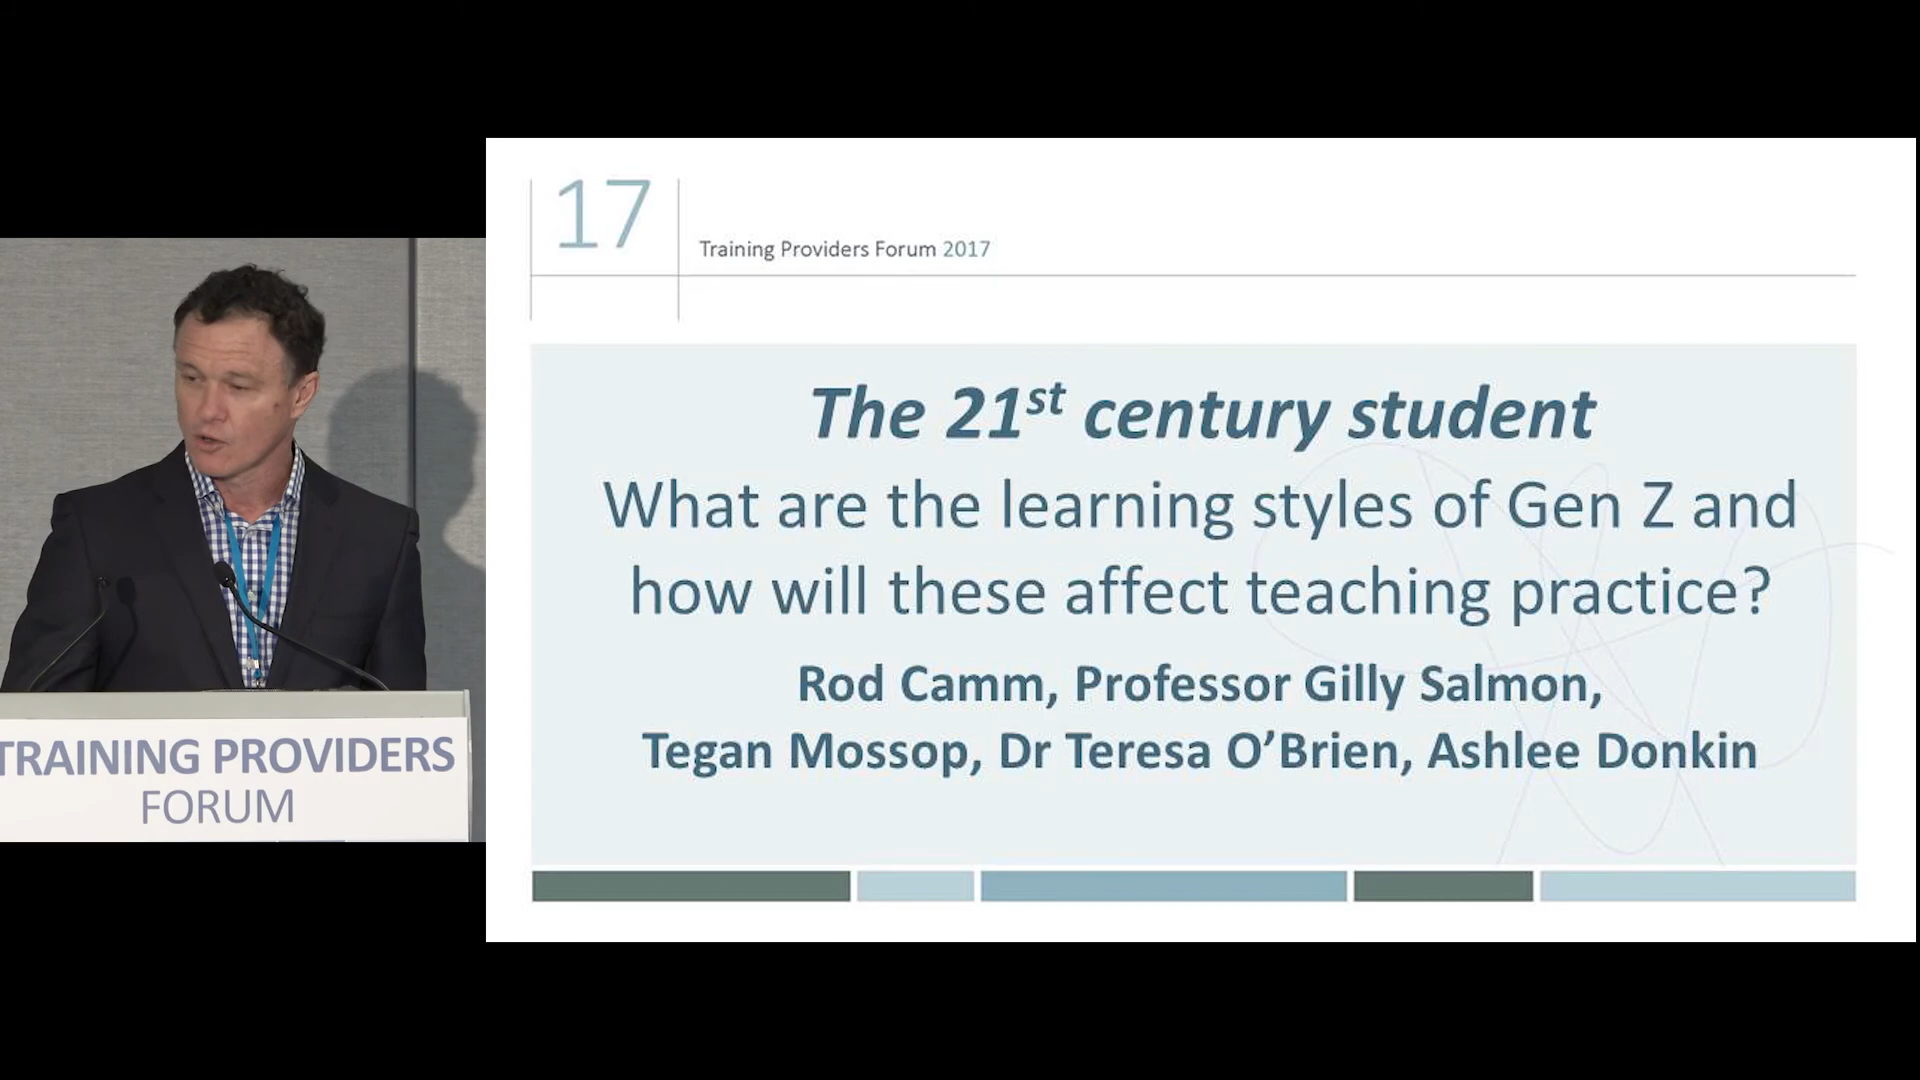 17
Training Providers Forum 2017
The 21st century student
What are the learning styles of Gen Z and
how will these affect teaching practice?
Rod Camm, Professor Gilly Salmon,
Tegan Mossop, Dr Teresa O’Brien, Ashlee Donkin
TRAINING PROVIDERS
FORUM